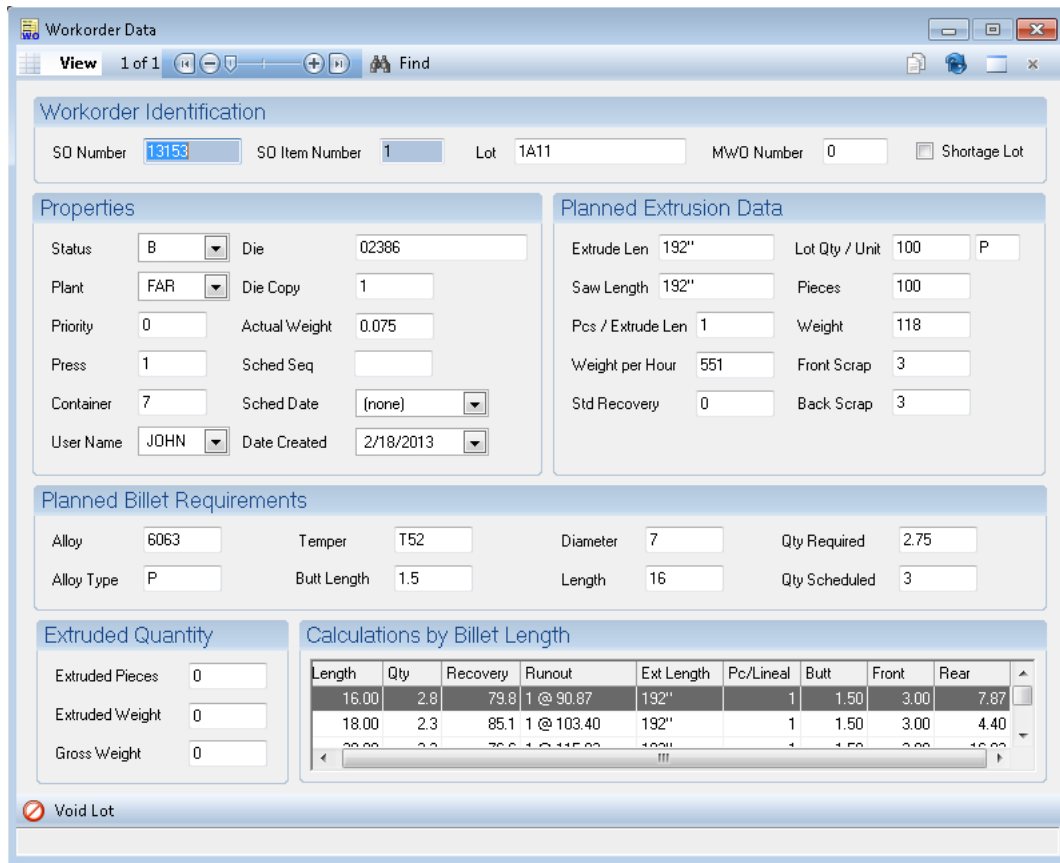 Workorder Data
View 1 of 1 Find
Workorder Identification
SO Number 13153 SO Item Number 1 Lot 1A11 MWO Number 0 Shortage Lot
Properties
Status B Die 02386
Plant FAR Die Copy 1
Priority 0 Actual Weight 0.075
Press 1 Sched Seq
Container 7 Sched Date (none)
User Name JOHN Date Created 2/18/2013
Planned Extrusion Data
Extrude Len 192" Lot Qty / Unit 100 P
Saw Length 192" Pieces 100
Pcs / Extrude Len 1 Weight 118
Weight per Hour 551 Front Scrap 3
Std Recovery 0 Back Scrap 3
Planned Billet Requirements
Alloy 6063 Temper T52 Diameter 7 Qty Required 2.75
Alloy Type P Butt Length 1.5 Length 16 Qty Scheduled 3
Extruded Quantity
Extruded Pieces 0
Extruded Weight 0
Gross Weight 0
Calculations by Billet Length
Length Qty Recovery Runout Ext Length Pc/Lineal Butt Front Rear
16.00 2.8 79.8 1 @ 90.87 192" 1 1.50 3.00 7.87
18.00 2.3 85.1 1 @ 103.40 192" 1 1.50 3.00 4.40
Void Lot